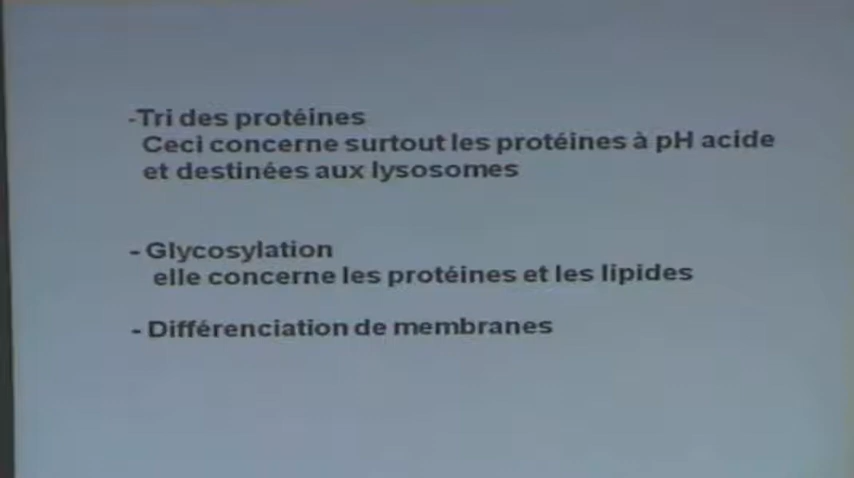 -Tri des protéines
Ceci concerne surtout les protéines à pH acide
et destinées aux lysosomes
- Glycosylation
elle concerne les protéines et les lipides
- Différenciation de membranes